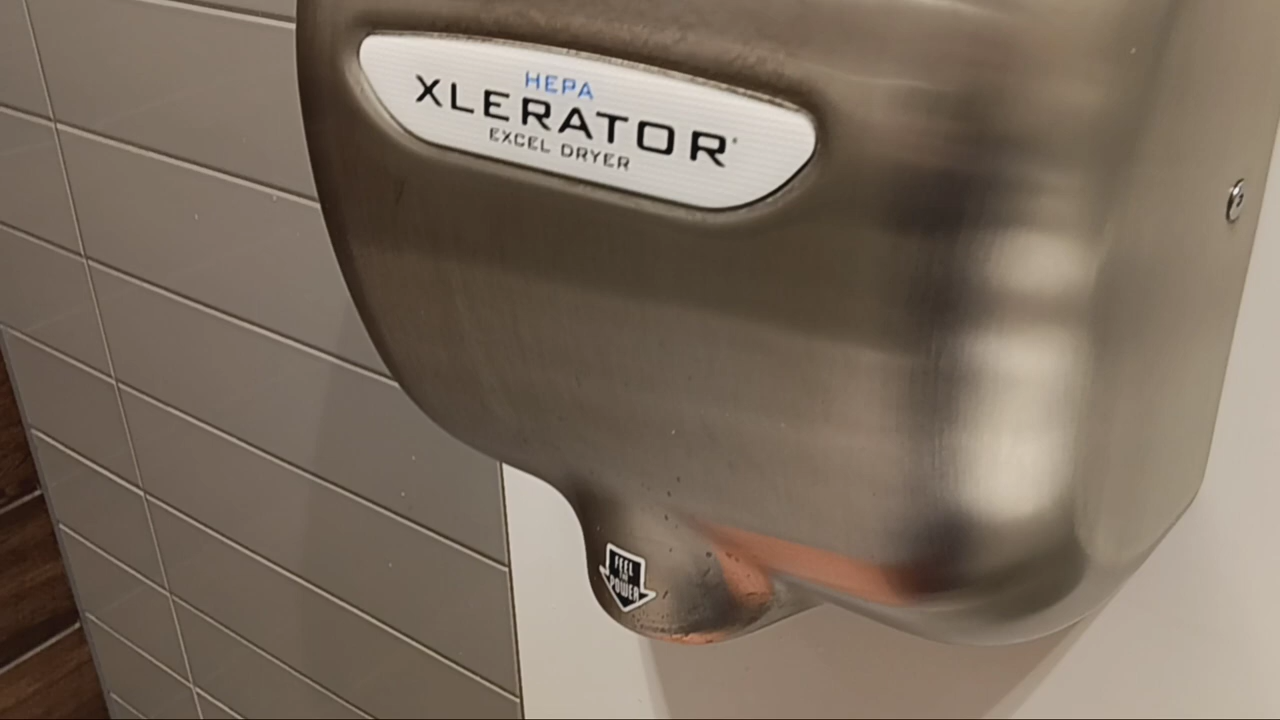 HEPA
XLERATOR®
EXCEL DRYER
FEEL
THE
POWER